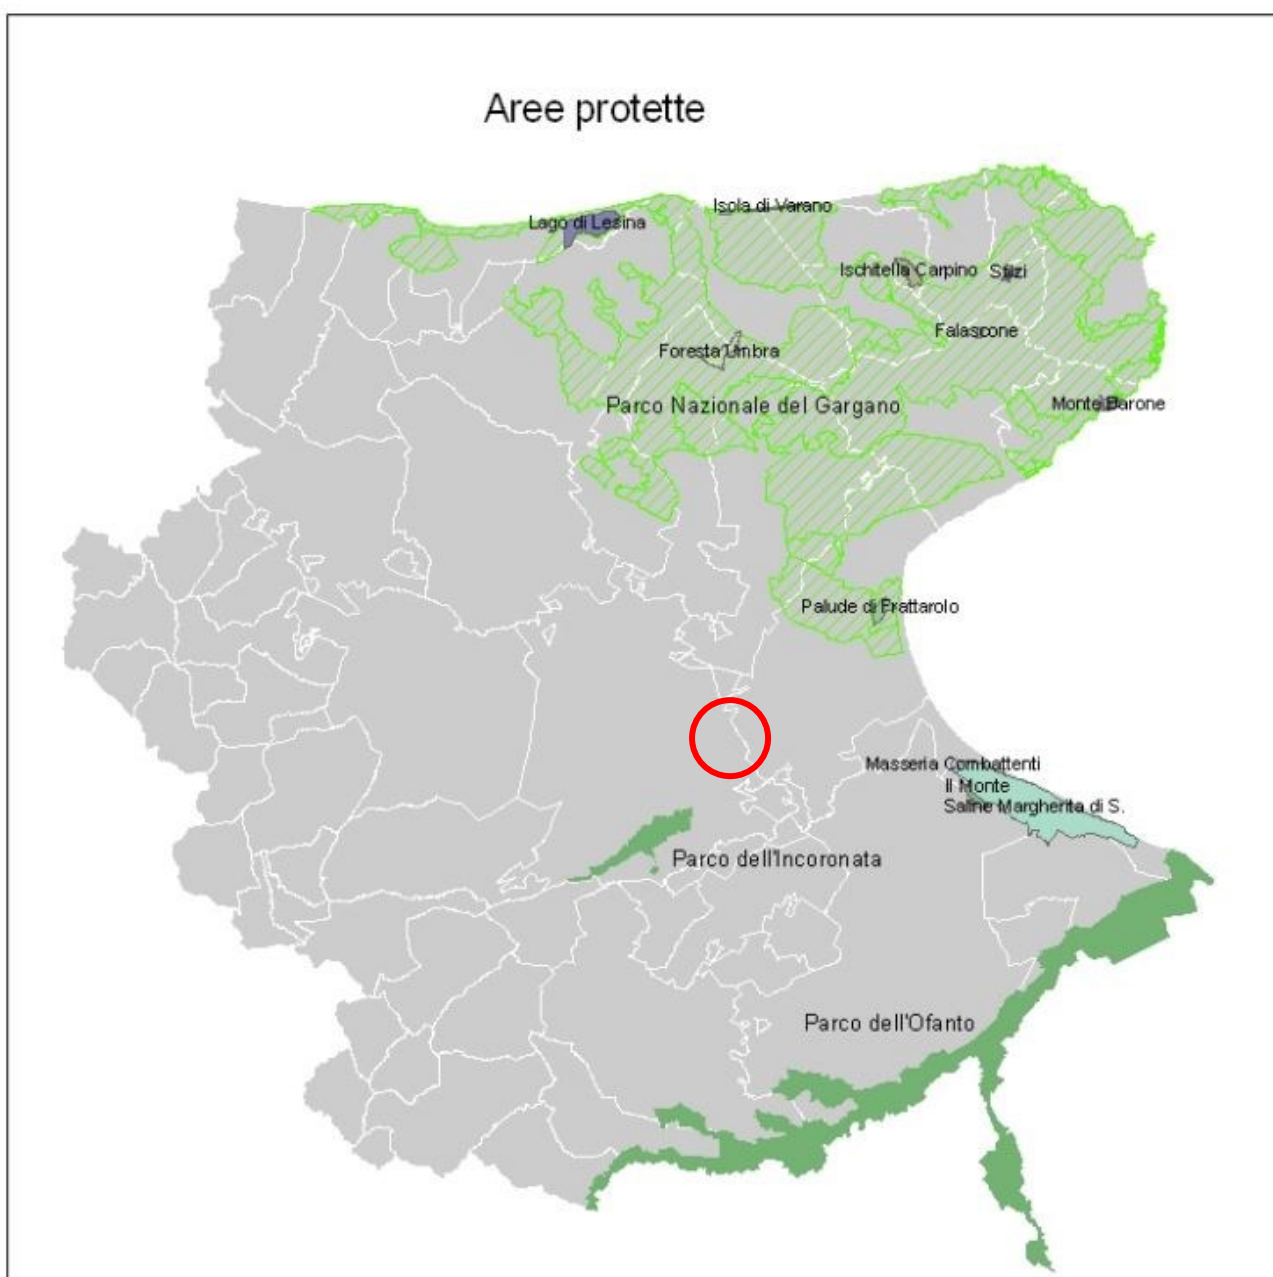 Aree protette
Isola di Varano
Lago di Lesina
Ischitella Carpino
Sfizi
Falascone
Foresta Umbra
Parco Nazionale del Gargano
Monte Barone
Palude di Frattarolo
Masseria Combattenti
Il Monte
Saline Margherita di S.
Parco dell'Incoronata
Parco dell'Ofanto